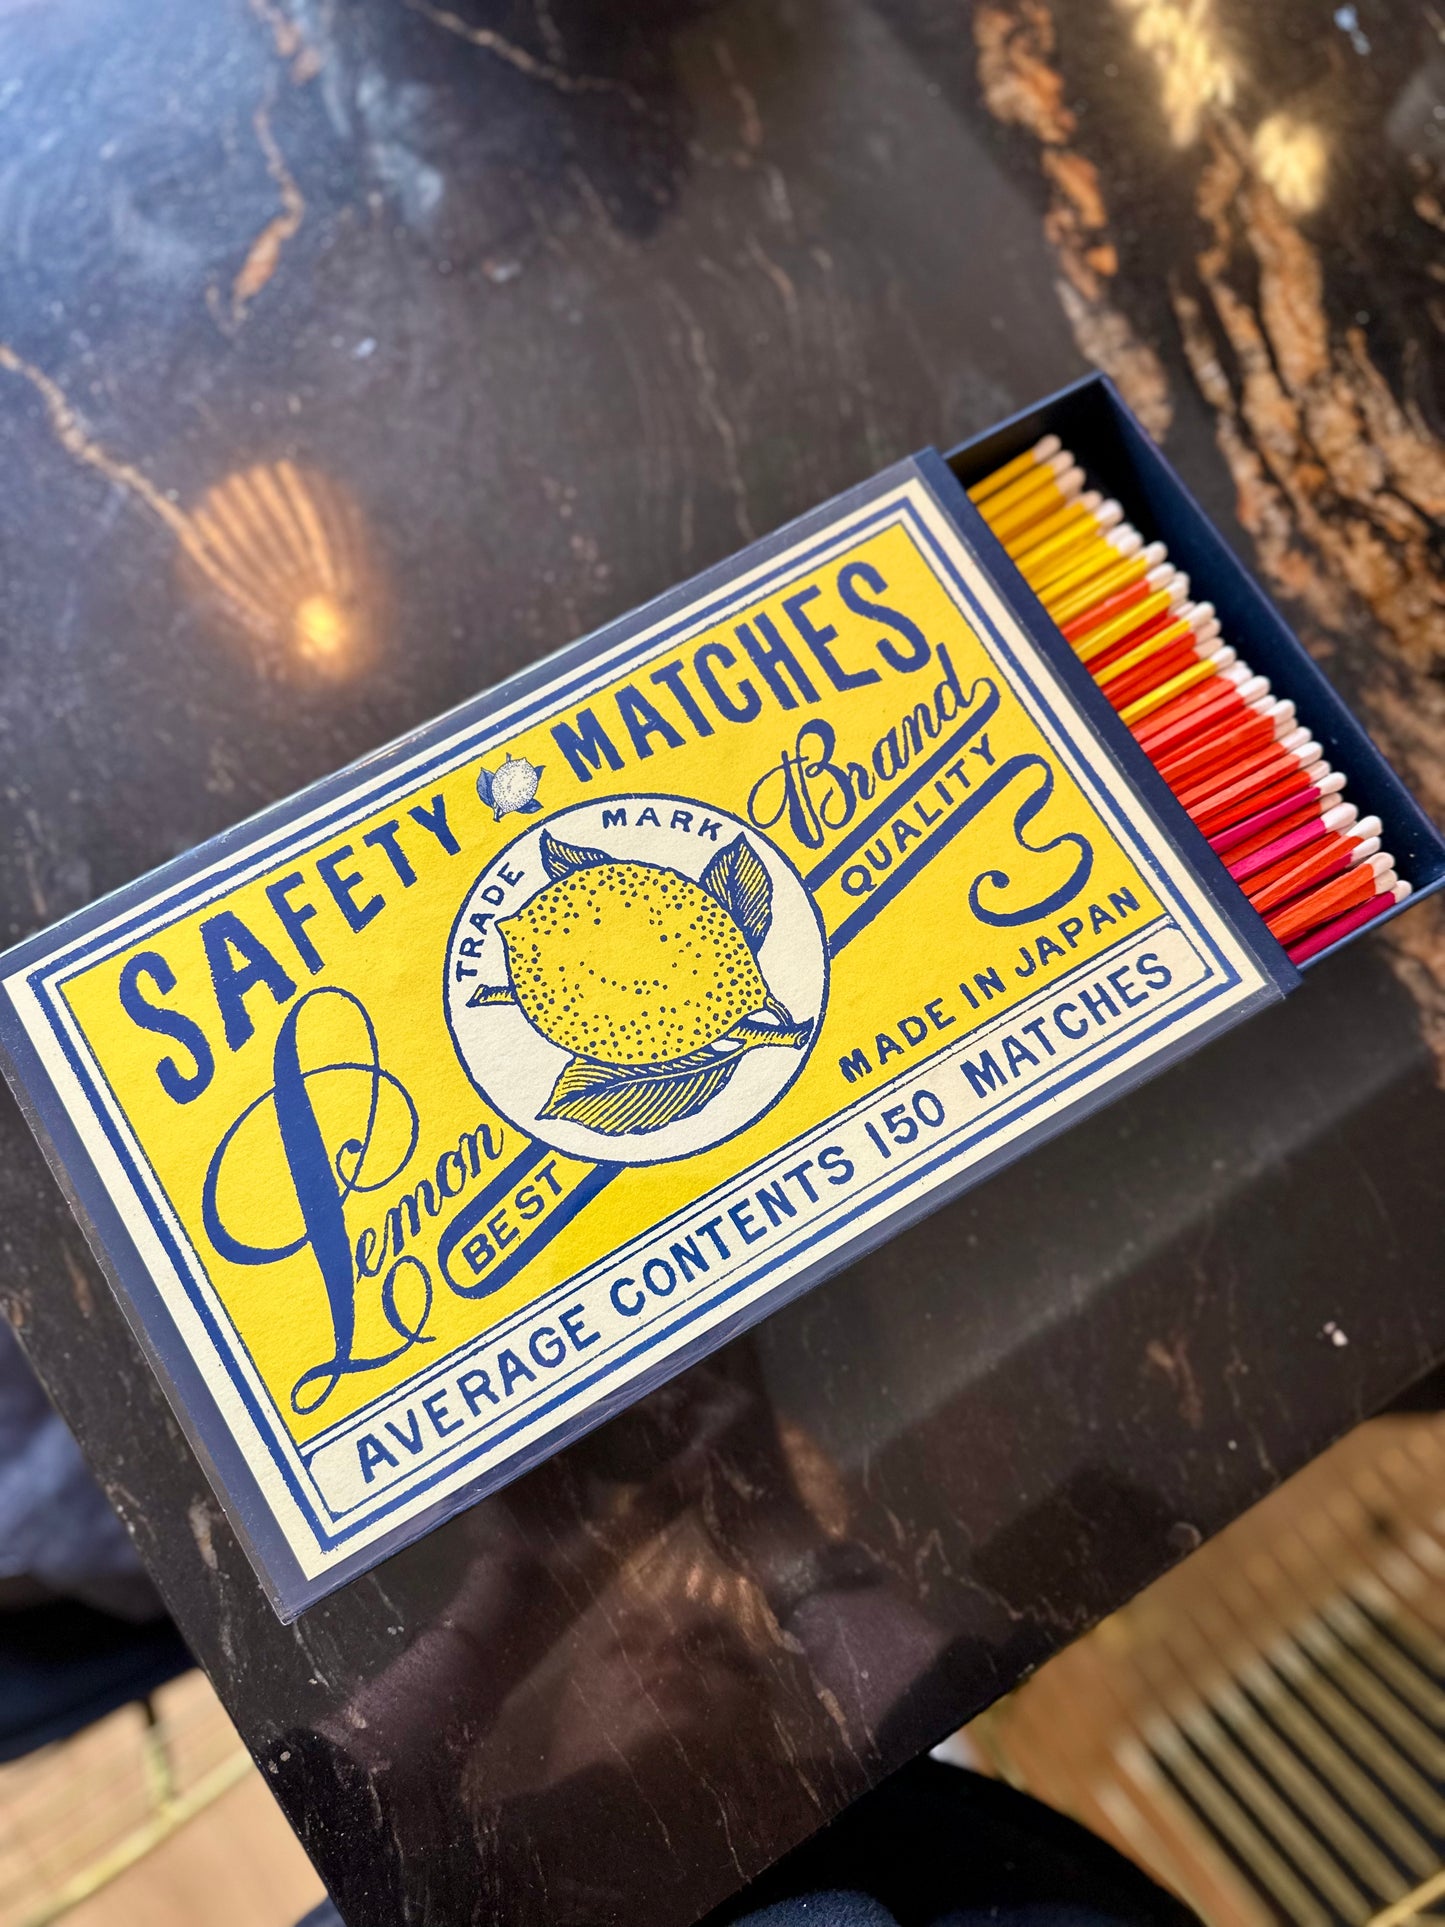 SAFETY MATCHES
TRADE MARK
Lemon Brand
BEST QUALITY
MADE IN JAPAN
AVERAGE CONTENTS 150 MATCHES